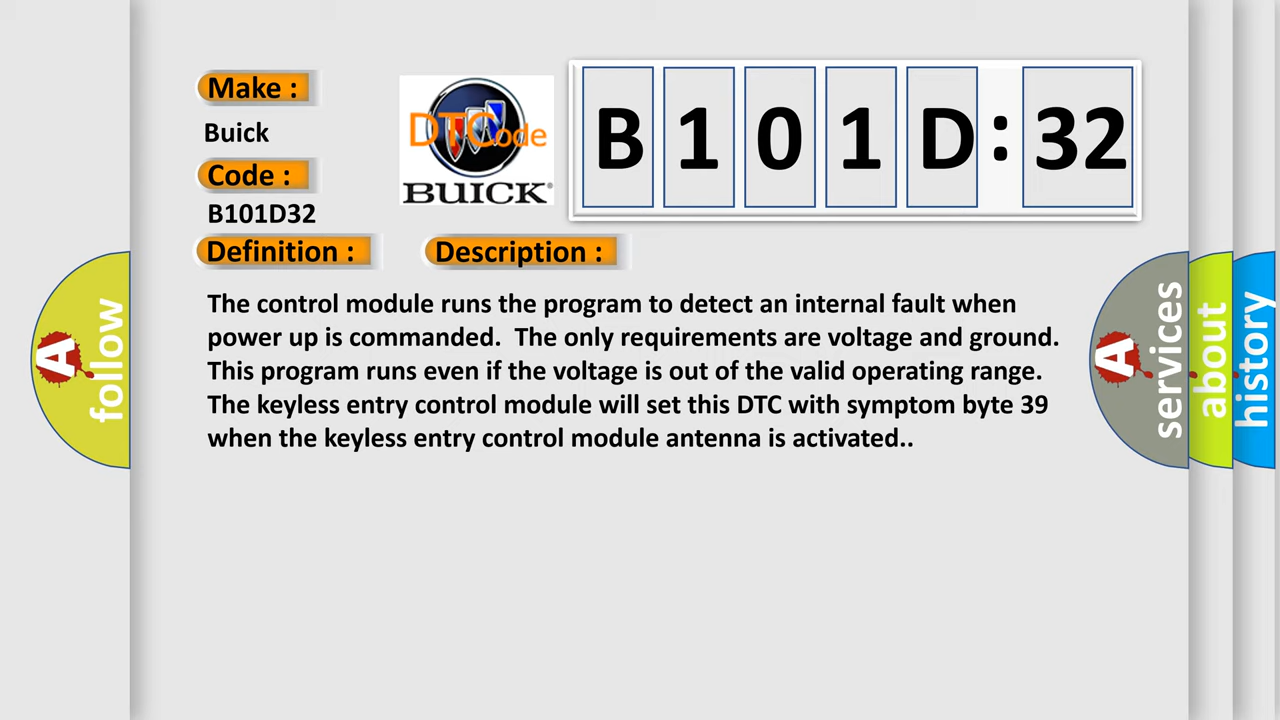 Make :
Buick
Code :
B101D32
Definition :
Description :
DTCode
BUICK
B 1 0 1 D : 32
The control module runs the program to detect an internal fault when
power up is commanded  The only requirements are voltage and ground.
This program runs even if the voltage is out of the valid operating range.
The keyless entry control module will set this DTC with symptom byte 39
when the keyless entry control module antenna is activated..
A follow
A services
about
history